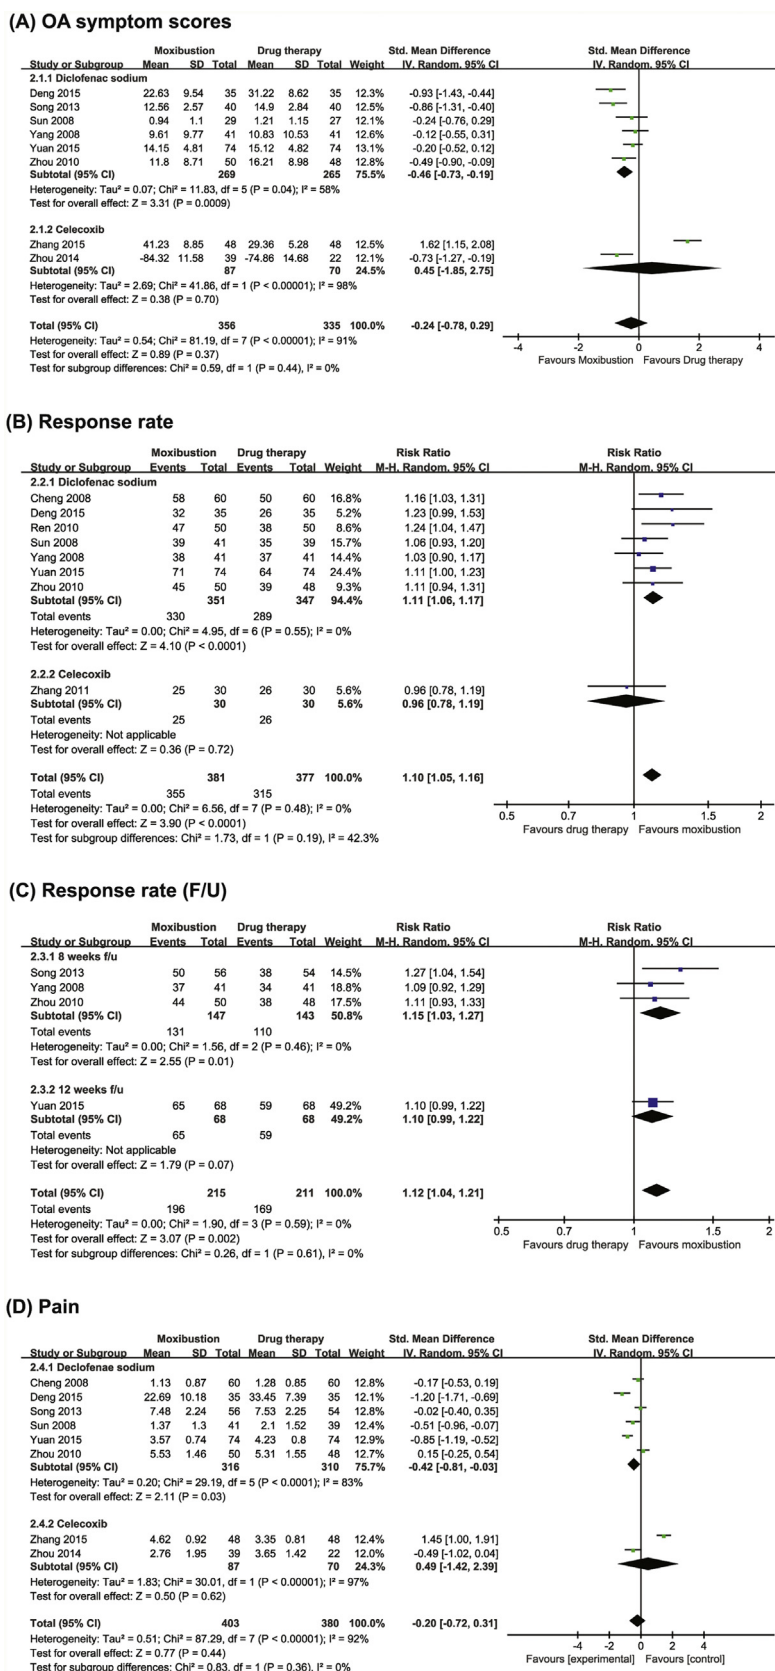 (A) OA symptom scores
Moxibustion Drug therapy Std. Mean Difference Std. Mean Difference
Study or Subgroup Mean SD Total Mean SD Total Weight IV. Random. 95% CI IV. Random. 95% CI
2.1.1 Diclofenac sodium
Deng 2015 22.63 9.54 35 31.22 8.62 35 12.3% -0.93 (-1.43, -0.44)
Song 2013 12.56 2.57 40 14.9 2.84 40 12.5% -0.86 (-1.31, -0.40)
Sun 2008 0.94 1.1 29 1.21 1.15 27 12.3% -0.24 (-0.76, 0.29)
Yang 2008 9.61 9.77 41 10.83 10.53 41 12.6% -0.12 (-0.55, 0.31)
Yuan 2015 14.15 4.81 74 15.12 4.82 74 12.9% -0.20 (-0.52, 0.12)
Zhou 2010 11.8 8.71 50 16.21 8.98 48 12.8% -0.49 (-0.90, -0.09)
Subtotal (95% CI) 269 265 75.5% -0.46 (-0.73, -0.19)
Heterogeneity: Tau² = 0.07; Chi² = 11.83, df = 5 (P = 0.04); I² = 58%
Test for overall effect: Z = 3.31 (P = 0.0009)
2.1.2 Celecoxib
Zhang 2015 41.23 8.85 48 29.36 5.28 48 12.5% 1.62 (1.15, 2.08)
Zhou 2014 -84.32 11.58 39 -74.86 14.68 22 12.1% -0.73 (-1.27, -0.19)
Subtotal (95% CI) 87 70 24.5% 0.45 (-1.85, 2.75)
Heterogeneity: Tau² = 2.69; Chi² = 41.86, df = 1 (P < 0.00001); I² = 98%
Test for overall effect: Z = 0.38 (P = 0.70)
Total (95% CI) 356 335 100.0% -0.24 (-0.78, 0.29)
Heterogeneity: Tau² = 0.54; Chi² = 81.19, df = 7 (P < 0.00001); I² = 91%
Test for overall effect: Z = 0.89 (P = 0.37)
Test for subgroup differences: Chi² = 0.59, df = 1 (P = 0.44), I² = 0%
-4 -2 0 2 4
Favours Moxibustion Favours Drug therapy
(B) Response rate
Moxibustion Drug therapy Risk Ratio Risk Ratio
Study or Subgroup Events Total Events Total Weight M-H. Random. 95% CI M-H. Random. 95% CI
2.2.1 Diclofenac sodium
Cheng 2008 58 60 50 60 16.8% 1.16 [1.03, 1.31]
Deng 2015 32 35 26 35 5.2% 1.23 [0.99, 1.53]
Ren 2010 47 50 38 50 8.6% 1.24 [1.04, 1.47]
Sun 2008 39 41 35 39 15.7% 1.06 [0.93, 1.20]
Yang 2008 38 41 37 41 14.4% 1.03 [0.90, 1.17]
Yuan 2015 71 74 64 74 24.4% 1.11 [1.00, 1.23]
Zhou 2010 45 50 39 48 9.3% 1.11 [0.94, 1.31]
Subtotal (95% CI) 351 347 94.4% 1.11 [1.06, 1.17]
Total events 330 289
Heterogeneity: Tau² = 0.00; Chi² = 4.95, df = 6 (P = 0.55); I² = 0%
Test for overall effect: Z = 4.10 (P < 0.0001)
2.2.2 Celecoxib
Zhang 2011 25 30 26 30 5.6% 0.96 [0.78, 1.19]
Subtotal (95% CI) 30 30 5.6% 0.96 [0.78, 1.19]
Total events 25 26
Heterogeneity: Not applicable
Test for overall effect: Z = 0.36 (P = 0.72)
Total (95% CI) 381 377 100.0% 1.10 [1.05, 1.16]
Total events 355 315
Heterogeneity: Tau² = 0.00; Chi² = 6.56, df = 7 (P = 0.48); I² = 0%
Test for overall effect: Z = 3.90 (P < 0.0001)
Test for subgroup differences: Chi² = 1.73, df = 1 (P = 0.19), I² = 42.3%
0.5 0.7 1 1.5 2
Favours drug therapy Favours moxibustion
(C) Response rate (F/U)
Moxibustion Drug therapy Risk Ratio Risk Ratio
Study or Subgroup Events Total Events Total Weight M-H. Random. 95% CI M-H. Random. 95% CI
2.3.1 8 weeks f/u
Song 2013 50 56 38 54 14.5% 1.27 [1.04, 1.54]
Yang 2008 37 41 34 41 18.8% 1.09 [0.92, 1.29]
Zhou 2010 44 50 38 48 17.5% 1.11 [0.93, 1.33]
Subtotal (95% CI) 147 143 50.8% 1.15 [1.03, 1.27]
Total events 131 110
Heterogeneity: Tau² = 0.00; Chi² = 1.56, df = 2 (P = 0.46); I² = 0%
Test for overall effect: Z = 2.55 (P = 0.01)
2.3.2 12 weeks f/u
Yuan 2015 65 68 59 68 49.2% 1.10 [0.99, 1.22]
Subtotal (95% CI) 68 68 49.2% 1.10 [0.99, 1.22]
Total events 65 59
Heterogeneity: Not applicable
Test for overall effect: Z = 1.79 (P = 0.07)
Total (95% CI) 215 211 100.0% 1.12 [1.04, 1.21]
Total events 196 169
Heterogeneity: Tau² = 0.00; Chi² = 1.90, df = 3 (P = 0.59); I² = 0%
Test for overall effect: Z = 3.07 (P = 0.002)
Test for subgroup differences: Chi² = 0.26, df = 1 (P = 0.61), I² = 0%
0.5 0.7 1 1.5 2
Favours drug therapy Favours moxibustion
(D) Pain
Moxibustion Drug therapy Std. Mean Difference Std. Mean Difference
Study or Subgroup Mean SD Total Mean SD Total Weight IV. Random. 95% CI IV. Random. 95% CI
2.4.1 Declofenae sodium
Cheng 2008 1.13 0.87 60 1.28 0.85 60 12.8% -0.17 (-0.53, 0.19)
Deng 2015 22.69 10.18 35 33.45 7.39 35 12.1% -1.20 (-1.71, -0.69)
Song 2013 7.48 2.24 56 7.53 2.25 54 12.7% -0.02 (-0.40, 0.35)
Sun 2008 1.37 1.3 41 2.1 1.52 39 12.5% -0.51 (-0.96, -0.07)
Yuan 2015 3.57 0.74 74 4.23 0.8 74 12.9% -0.85 (-1.19, -0.52)
Zhou 2010 5.53 1.46 50 5.31 1.55 48 12.7% 0.15 (-0.25, 0.54)
Subtotal (95% CI) 316 310 75.7% -0.42 (-0.81, -0.03)
Heterogeneity: Tau² = 0.20; Chi² = 29.19, df = 5 (P < 0.0001); I² = 83%
Test for overall effect: Z = 2.11 (P = 0.03)
2.4.2 Celecoxib
Zhang 2015 4.62 0.92 48 3.35 0.81 48 12.4% 1.45 (1.00, 1.91)
Zhou 2014 2.76 1.95 39 3.65 1.42 22 12.0% -0.49 (-1.02, 0.04)
Subtotal (95% CI) 87 70 24.3% 0.49 (-1.42, 2.39)
Heterogeneity: Tau² = 1.83; Chi² = 30.01, df = 1 (P < 0.00001); I² = 97%
Test for overall effect: Z = 0.50 (P = 0.62)
Total (95% CI) 403 380 100.0% -0.20 (-0.72, 0.31)
Heterogeneity: Tau² = 0.51; Chi² = 87.29, df = 7 (P < 0.00001); I² = 92%
Test for overall effect: Z = 0.77 (P = 0.44)
Test for subgroup differences: Chi² = 0.83, df = 1 (P = 0.36), I² = 0%
-4 -2 0 2 4
Favours [experimental) Favours [control]